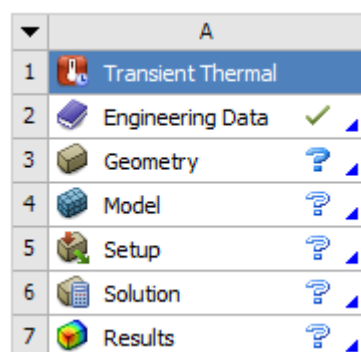 A
1 Transient Thermal
2 Engineering Data
3 Geometry ?
4 Model ?
5 Setup ?
6 Solution ?
7 Results ?